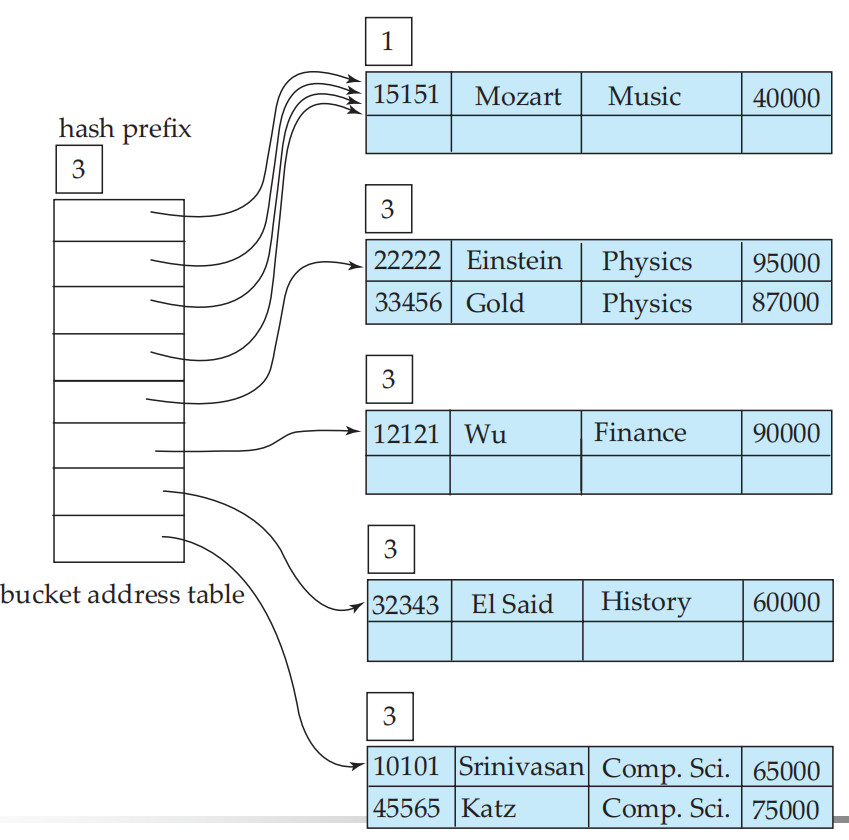 1
15151 Mozart Music 40000
hash prefix
3
3
22222 Einstein Physics 95000
33456 Gold Physics 87000
3
12121 Wu Finance 90000
3
bucket address table
32343 El Said History 60000
3
10101 Srinivasan Comp. Sci. 65000
45565 Katz Comp. Sci. 75000